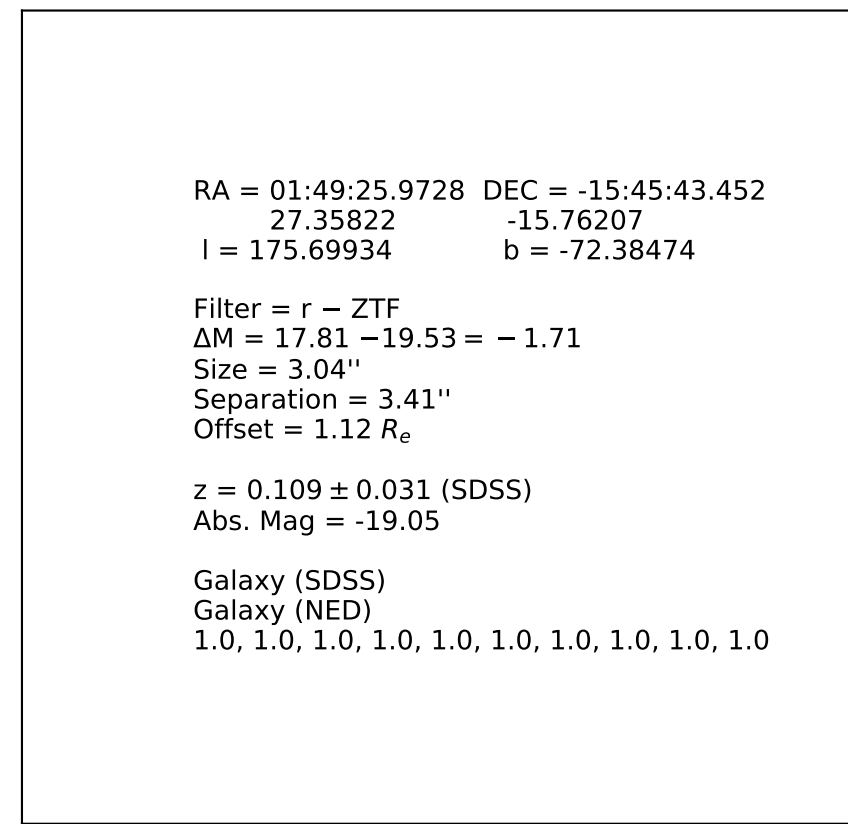 RA = 01:49:25.9728 DEC = -15:45:43.452
27.35822 -15.76207
l = 175.69934 b = -72.38474
Filter = r − ZTF
ΔM = 17.81 −19.53 = − 1.71
Size = 3.04''
Separation = 3.41''
Offset = 1.12 Re
z = 0.109 ± 0.031 (SDSS)
Abs. Mag = -19.05
Galaxy (SDSS)
Galaxy (NED)
1.0, 1.0, 1.0, 1.0, 1.0, 1.0, 1.0, 1.0, 1.0, 1.0